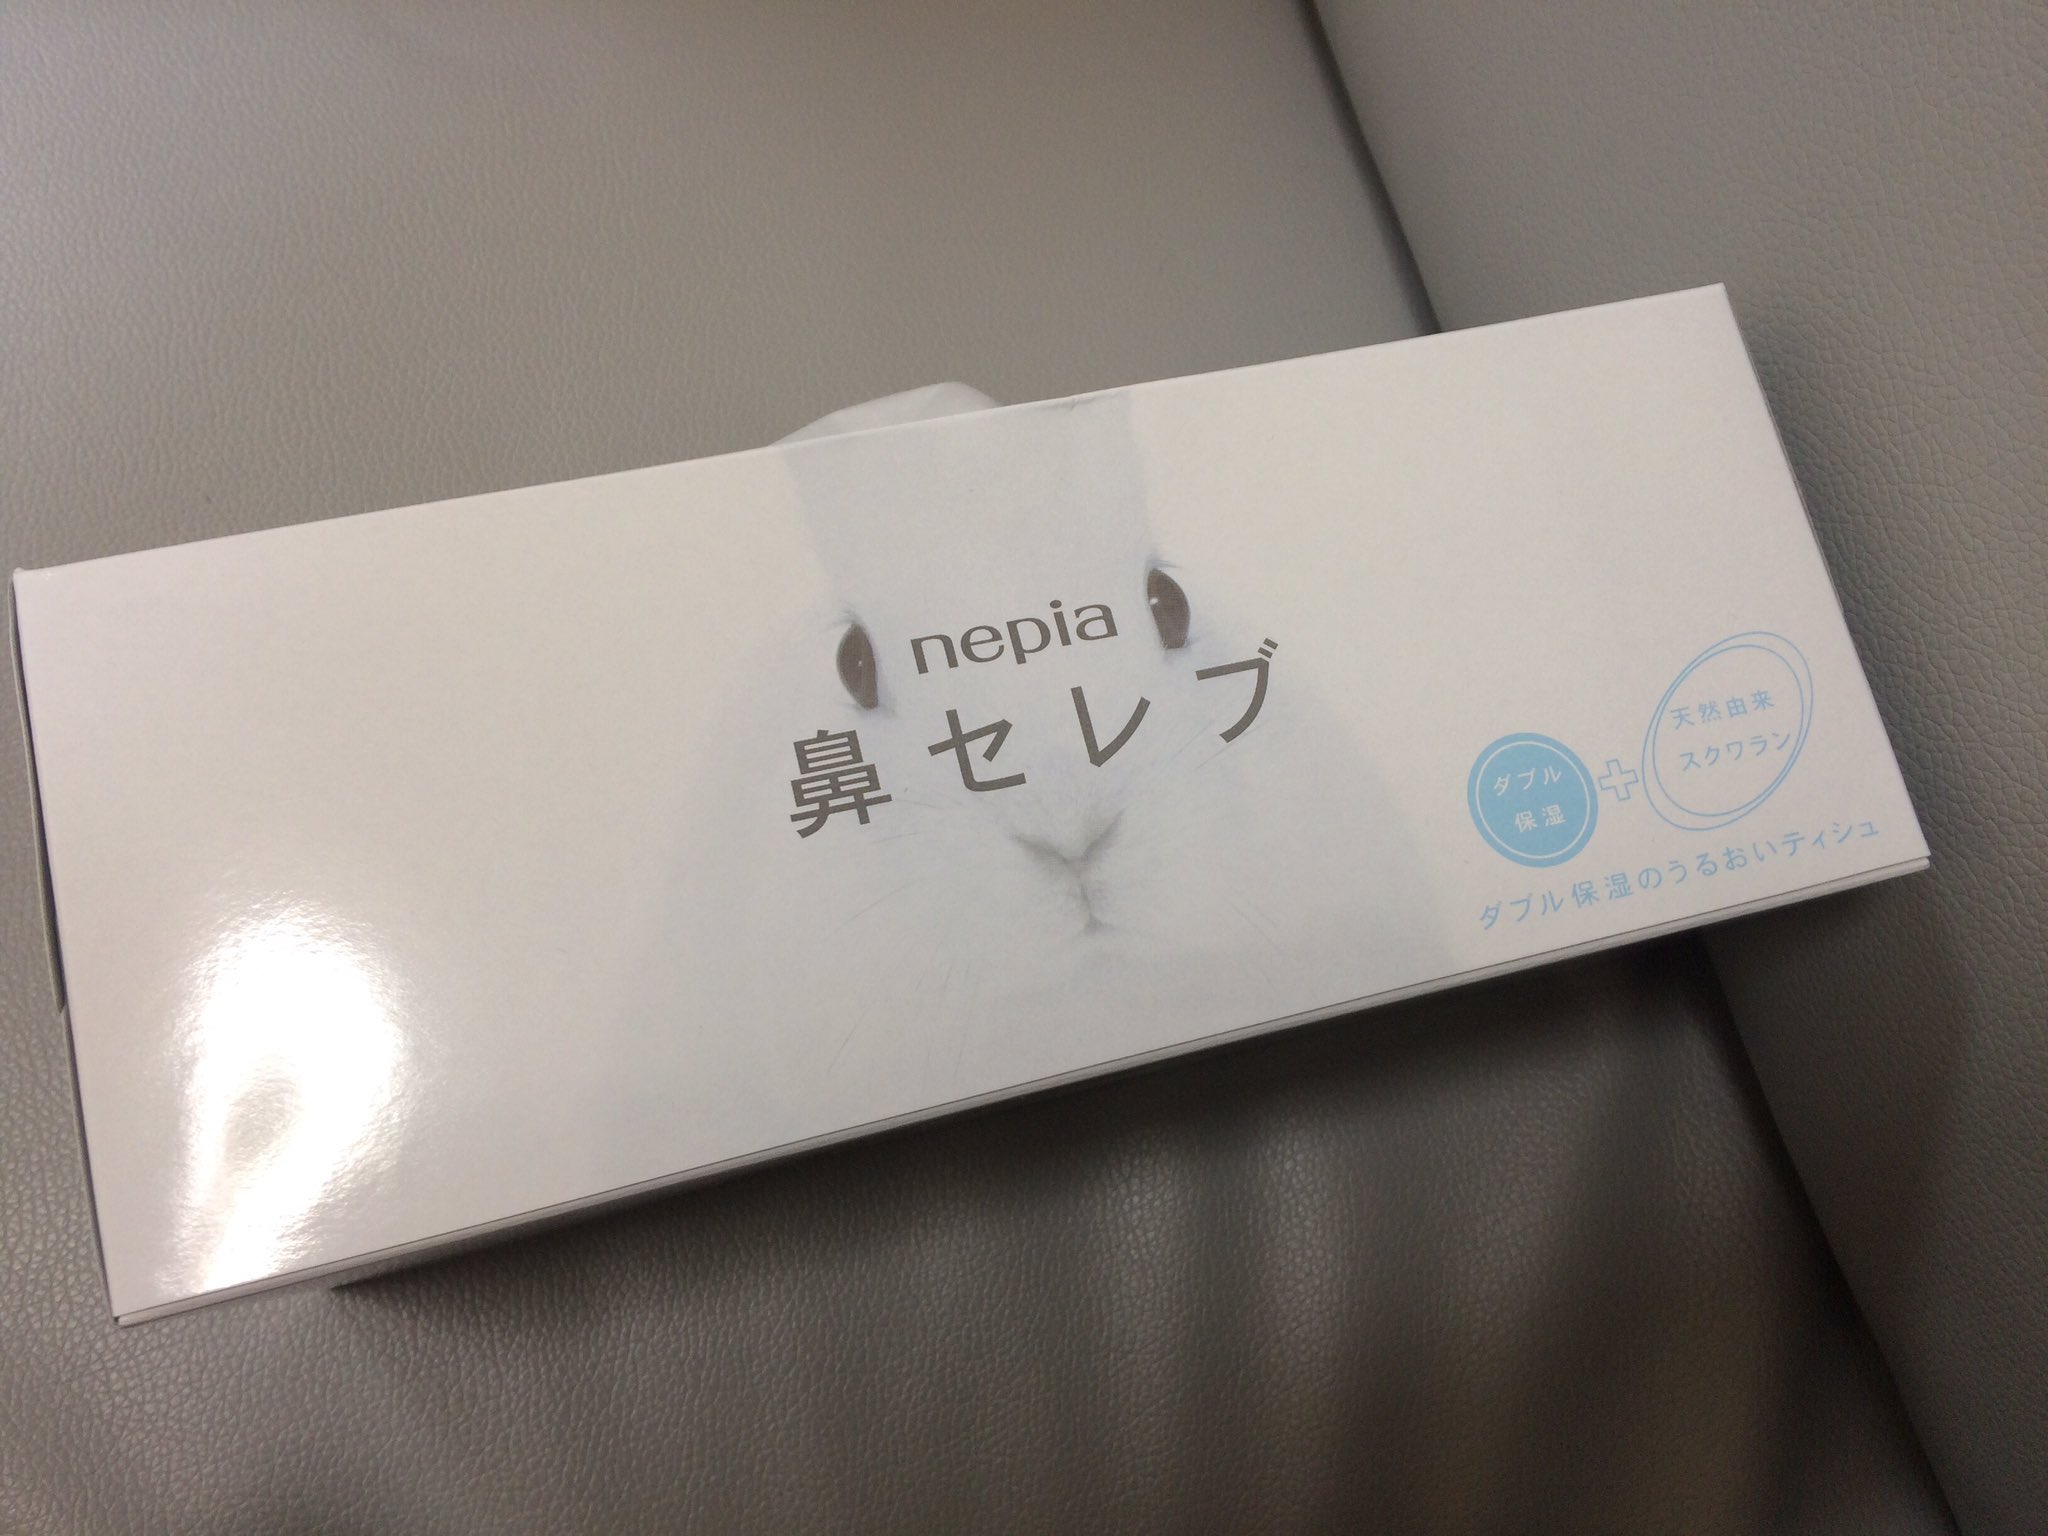 nepia
鼻セレブ
ダブル
保湿
天然由来
スクワラン
ダブル保湿のうるおいティシュ